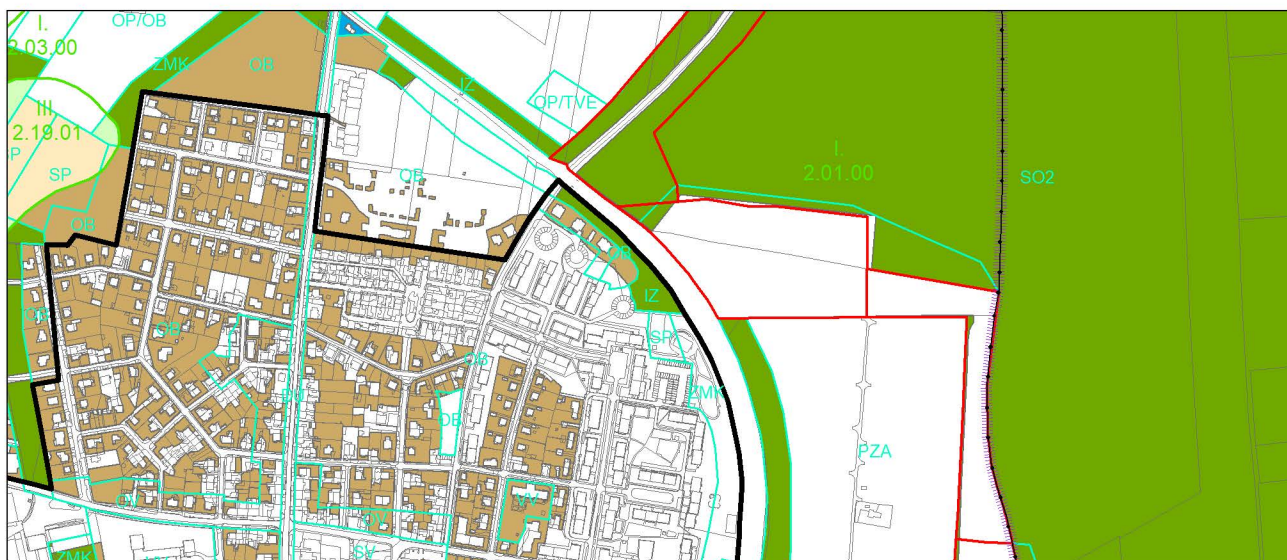 I.
2.03.00
OP/OB
ZMK
OB
IZ
OP/TVE
III.
2.19.01
SP
OB
OB
I.
2.01.00
SO2
OB
IZ
SP
OB
OB
ZMK
OB
PZA
VV
OV
OV
SV
ZMK